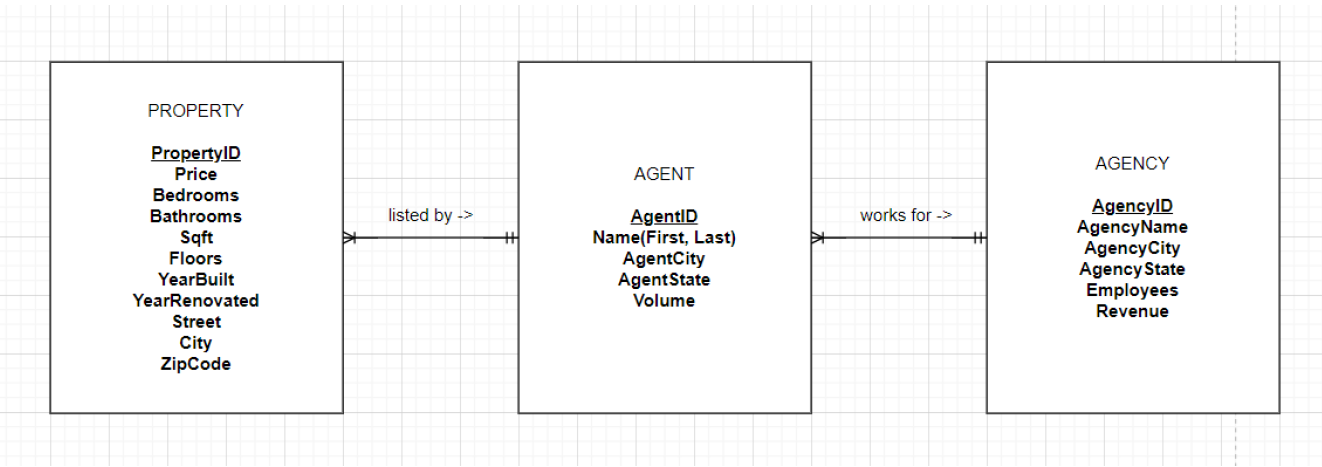 PROPERTY
PropertyID
Price
Bedrooms
Bathrooms
Sqft
Floors
YearBuilt
YearRenovated
Street
City
ZipCode
listed by ->
AGENT
AgentID
Name(First, Last)
AgentCity
AgentState
Volume
works for ->
AGENCY
AgencyID
AgencyName
AgencyCity
AgencyState
Employees
Revenue